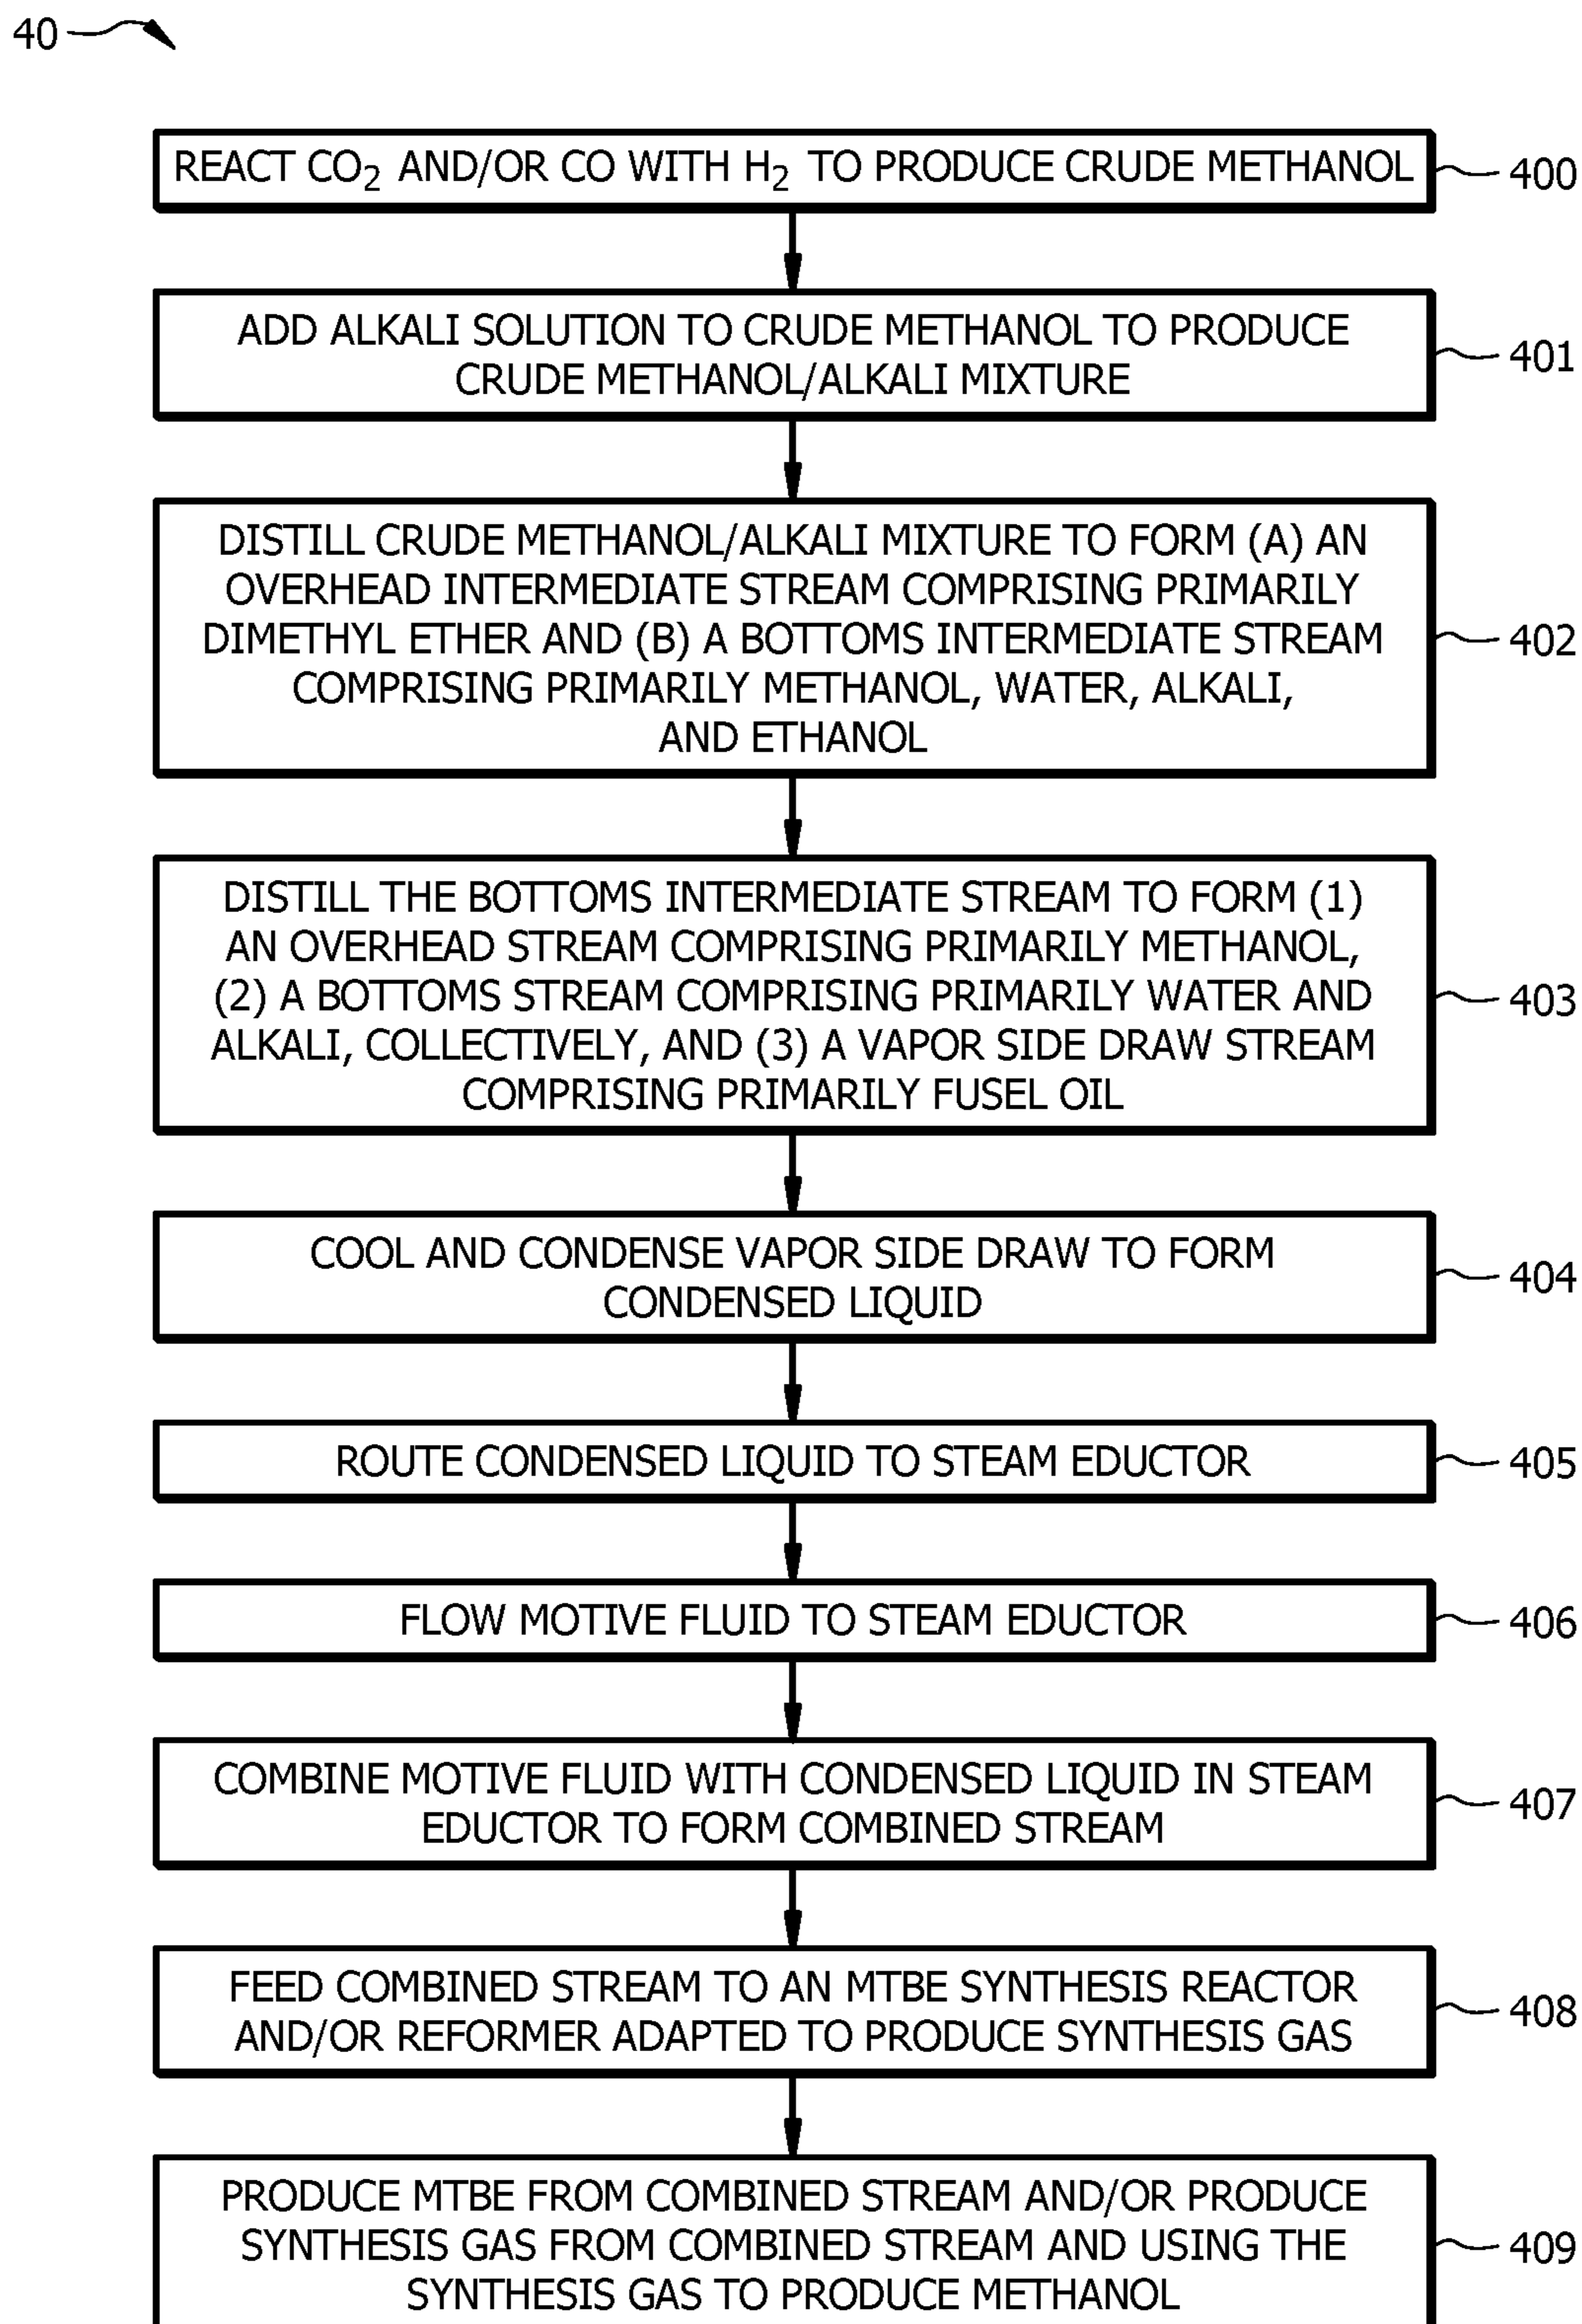 40
REACT CO₂ AND/OR CO WITH H₂ TO PRODUCE CRUDE METHANOL
400
ADD ALKALI SOLUTION TO CRUDE METHANOL TO PRODUCE
CRUDE METHANOL/ALKALI MIXTURE
401
DISTILL CRUDE METHANOL/ALKALI MIXTURE TO FORM (A) AN
OVERHEAD INTERMEDIATE STREAM COMPRISING PRIMARILY
DIMETHYL ETHER AND (B) A BOTTOMS INTERMEDIATE STREAM
COMPRISING PRIMARILY METHANOL, WATER, ALKALI,
AND ETHANOL
402
DISTILL THE BOTTOMS INTERMEDIATE STREAM TO FORM (1)
AN OVERHEAD STREAM COMPRISING PRIMARILY METHANOL,
(2) A BOTTOMS STREAM COMPRISING PRIMARILY WATER AND
ALKALI, COLLECTIVELY, AND (3) A VAPOR SIDE DRAW STREAM
COMPRISING PRIMARILY FUSEL OIL
403
COOL AND CONDENSE VAPOR SIDE DRAW TO FORM
CONDENSED LIQUID
404
ROUTE CONDENSED LIQUID TO STEAM EDUCTOR
405
FLOW MOTIVE FLUID TO STEAM EDUCTOR
406
COMBINE MOTIVE FLUID WITH CONDENSED LIQUID IN STEAM
EDUCTOR TO FORM COMBINED STREAM
407
FEED COMBINED STREAM TO AN MTBE SYNTHESIS REACTOR
AND/OR REFORMER ADAPTED TO PRODUCE SYNTHESIS GAS
408
PRODUCE MTBE FROM COMBINED STREAM AND/OR PRODUCE
SYNTHESIS GAS FROM COMBINED STREAM AND USING THE
SYNTHESIS GAS TO PRODUCE METHANOL
409